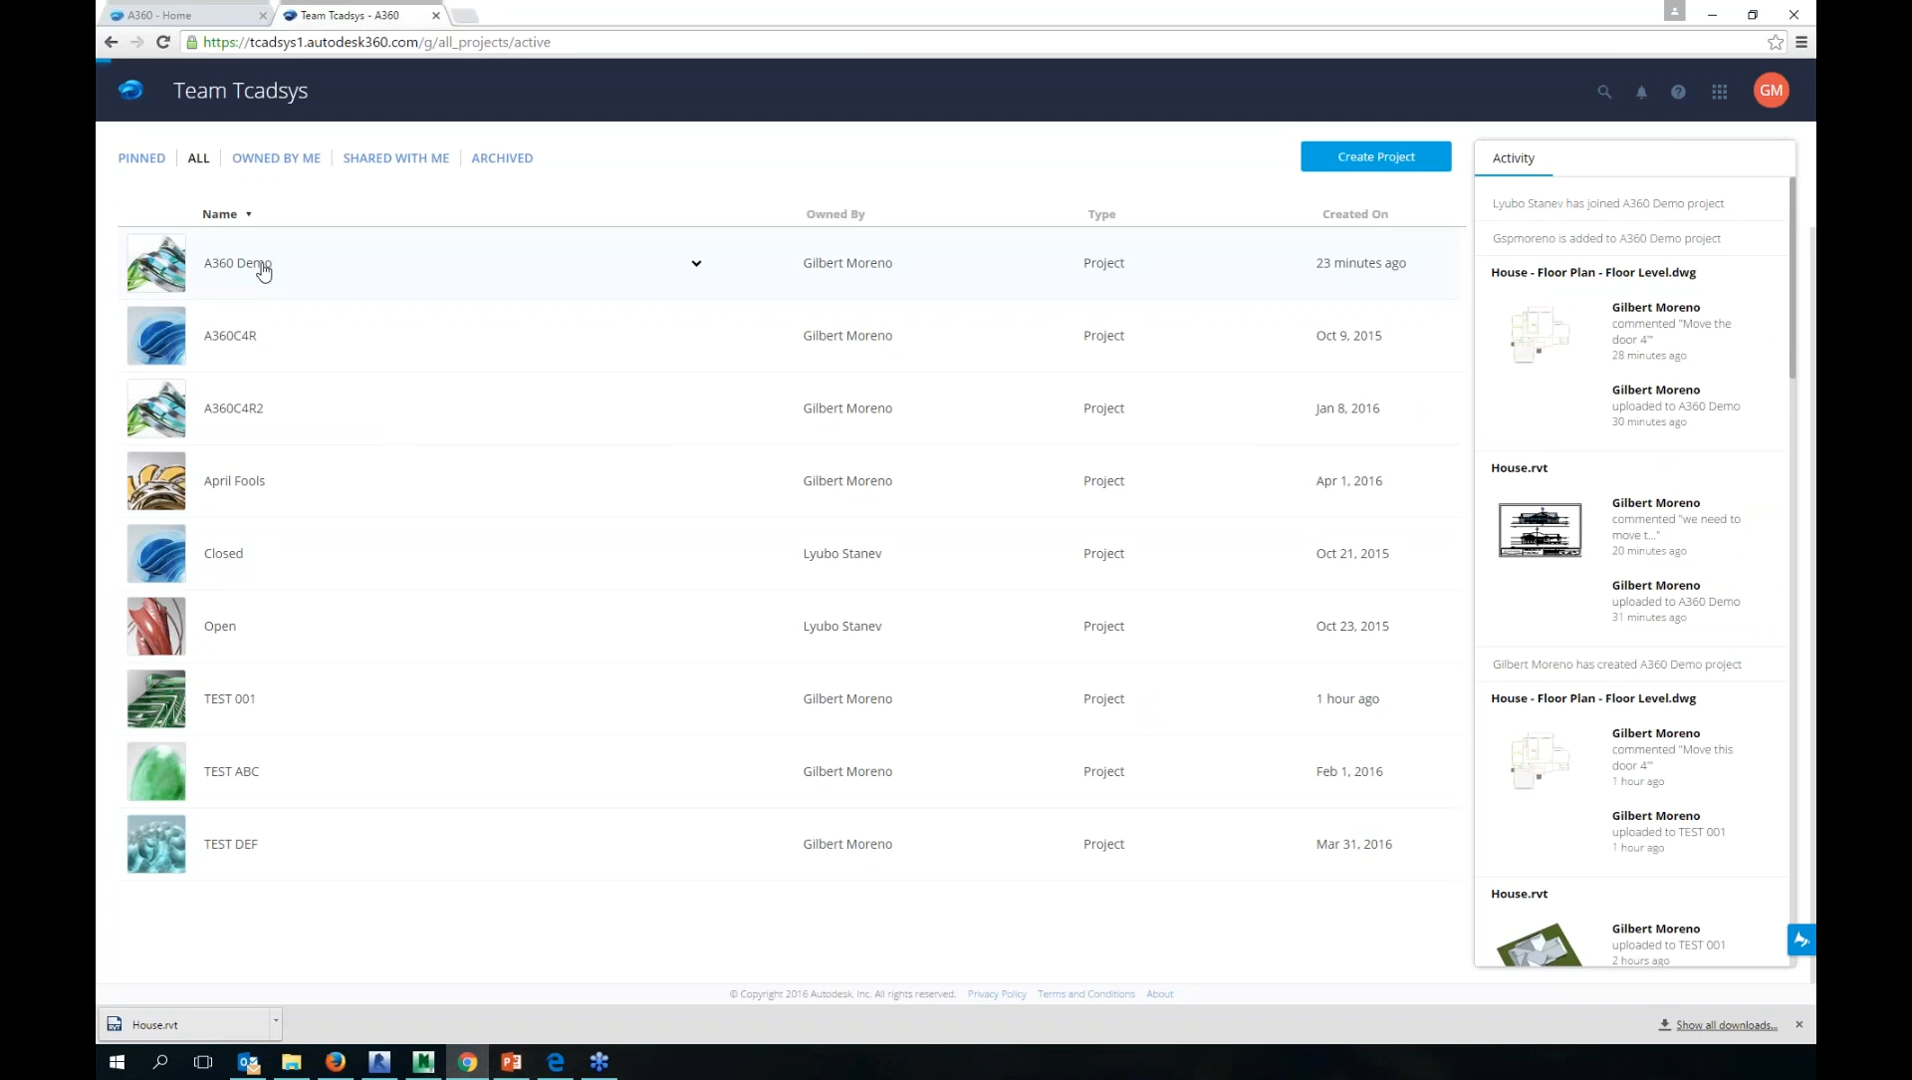 A360 - Home
Team Tcadsys - A360
https://tcadsys1.autodesk360.com/g/all_projects/active
Team Tcadsys
GM
PINNED
ALL
OWNED BY ME
SHARED WITH ME
ARCHIVED
Create Project
Name
Owned By
Type
Created On
A360 Demo
Gilbert Moreno
Project
23 minutes ago
A360C4R
Gilbert Moreno
Project
Oct 9, 2015
A360C4R2
Gilbert Moreno
Project
Jan 8, 2016
April Fools
Gilbert Moreno
Project
Apr 1, 2016
Closed
Lyubo Stanev
Project
Oct 21, 2015
Open
Lyubo Stanev
Project
Oct 23, 2015
TEST 001
Gilbert Moreno
Project
1 hour ago
TEST ABC
Gilbert Moreno
Project
Feb 1, 2016
TEST DEF
Gilbert Moreno
Project
Mar 31, 2016
Activity
Lyubo Stanev has joined A360 Demo project
Gspmoreno is added to A360 Demo project
House - Floor Plan - Floor Level.dwg
Gilbert Moreno
commented "Move the
door 4'"
28 minutes ago
Gilbert Moreno
uploaded to A360 Demo
30 minutes ago
House.rvt
Gilbert Moreno
commented "we need to
move t..."
20 minutes ago
Gilbert Moreno
uploaded to A360 Demo
31 minutes ago
Gilbert Moreno has created A360 Demo project
House - Floor Plan - Floor Level.dwg
Gilbert Moreno
commented "Move this
door 4'"
1 hour ago
Gilbert Moreno
uploaded to TEST 001
1 hour ago
House.rvt
Gilbert Moreno
uploaded to TEST 001
2 hours ago
© Copyright 2016 Autodesk, Inc. All rights reserved.
Privacy Policy
Terms and Conditions
About
House.rvt
Show all downloads...